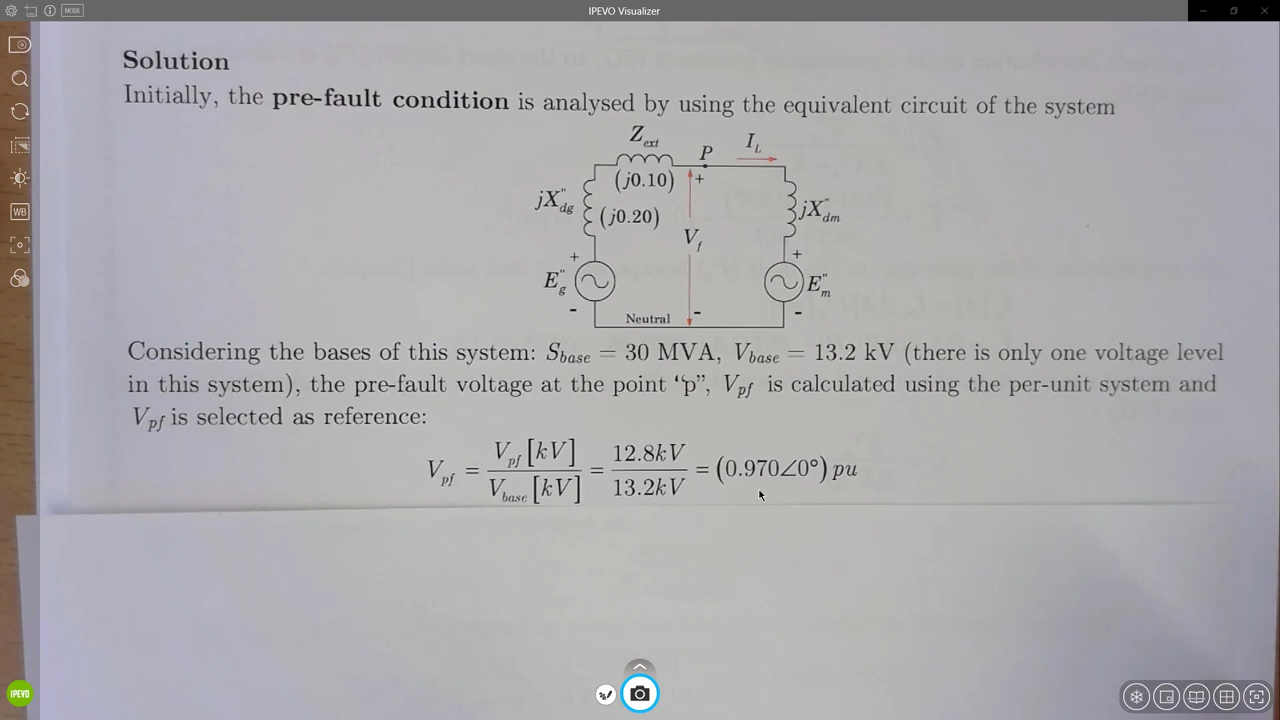 IPEVO Visualizer
MODE
WB
Solution
Initially, the pre-fault condition is analysed by using the equivalent circuit of the system
Z_ext
P
I_L
+
(j0.10)
jX"_dg
(j0.20)
jX"_dm
V_f
+
+
E"_g
E"_m
-
Neutral
-
-
Considering the bases of this system: S_base = 30 MVA, V_base = 13.2 kV (there is only one voltage level
in this system), the pre-fault voltage at the point “p”, V_pf is calculated using the per-unit system and
V_pf is selected as reference:
V_pf = V_pf [kV] / V_base [kV] = 12.8kV / 13.2kV = (0.970∠0°) pu
IPEVO